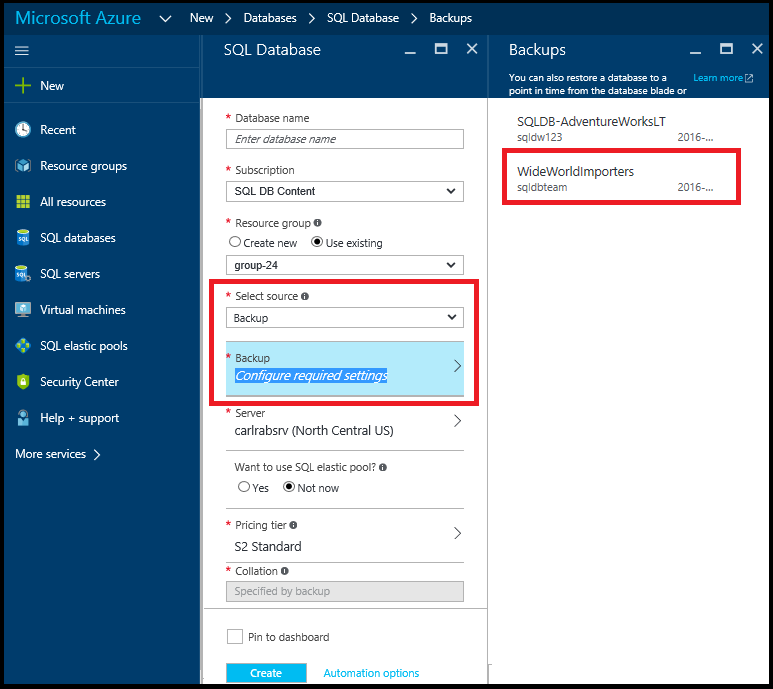 Microsoft Azure New Databases SQL Database Backups
New
Recent
Resource groups
All resources
SQL databases
SQL servers
Virtual machines
SQL elastic pools
Security Center
Help + support
More services
SQL Database
* Database name
Enter database name
* Subscription
SQL DB Content
* Resource group
Create new Use existing
group-24
* Select source
Backup
* Backup
Configure required settings
* Server
carlrabsrv (North Central US)
Want to use SQL elastic pool?
Yes Not now
* Pricing tier
S2 Standard
* Collation
Specified by backup
Pin to dashboard
Create Automation options
Backups
You can also restore a database to a
point in time from the database blade or
Learn more
SQLDB-AdventureWorksLT
sqldw123 2016-...
WideWorldImporters
sqldbteam 2016-...